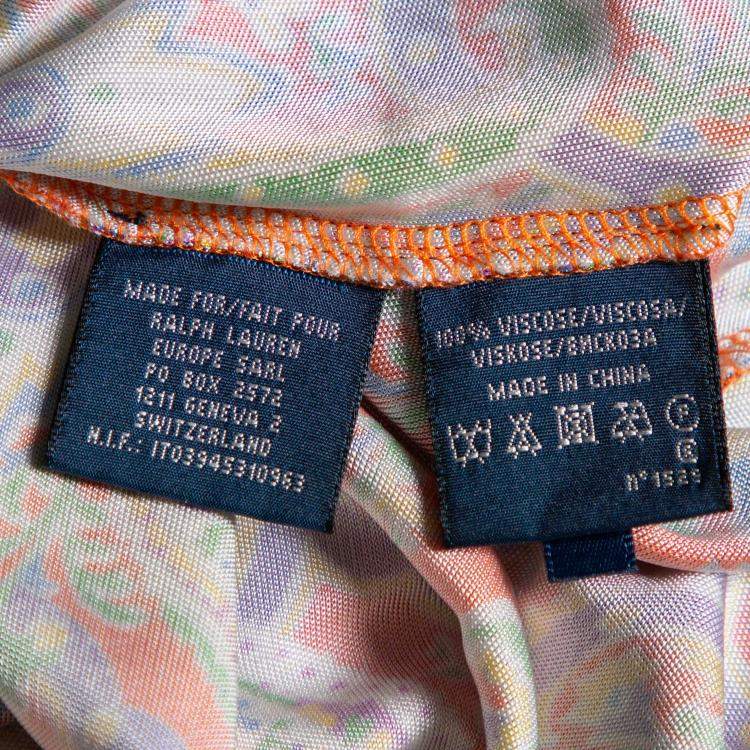 MADE FOR/FAIT POUR
RALPH LAUREN
EUROPE SARL
PO BOX 2572
1211 GENEVA 2
SWITZERLAND
N.I.F.: IT03945310963
100% VISCOSE/VISCOSA/
VISKOSE/ВИСКОЗА
MADE IN CHINA
P
R